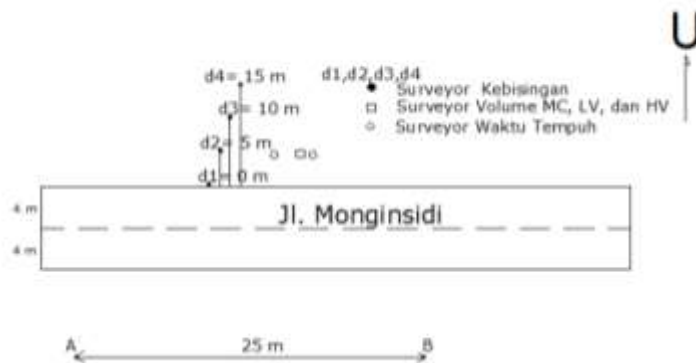 U
d4= 15 m
d1,d2,d3,d4
Surveyor Kebisingan
d3= 10 m
Surveyor Volume MC, LV, dan HV
Surveyor Waktu Tempuh
d2= 5 m
d1= 0 m
4 m
Jl. Monginsidi
4 m
A
25 m
B